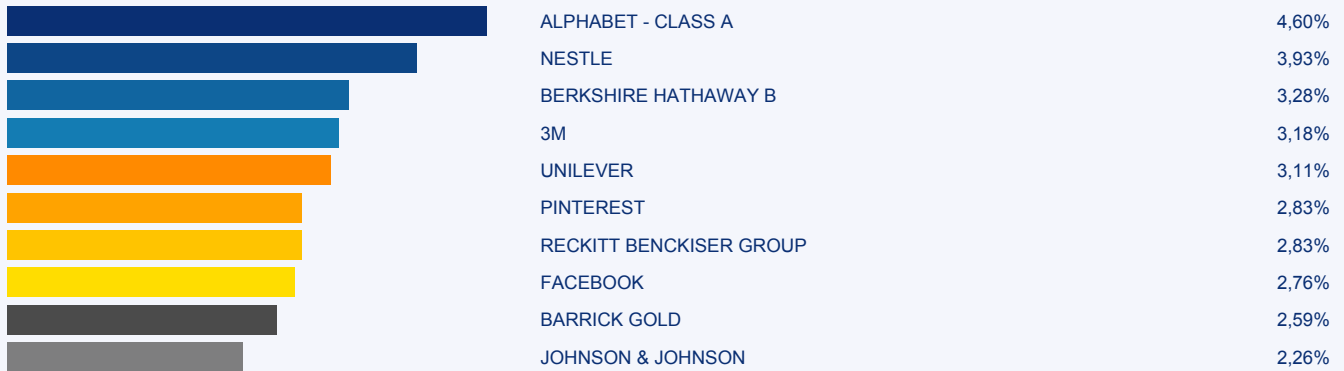 ALPHABET - CLASS A 4,60%
NESTLE 3,93%
BERKSHIRE HATHAWAY B 3,28%
3M 3,18%
UNILEVER 3,11%
PINTEREST 2,83%
RECKITT BENCKISER GROUP 2,83%
FACEBOOK 2,76%
BARRICK GOLD 2,59%
JOHNSON & JOHNSON 2,26%